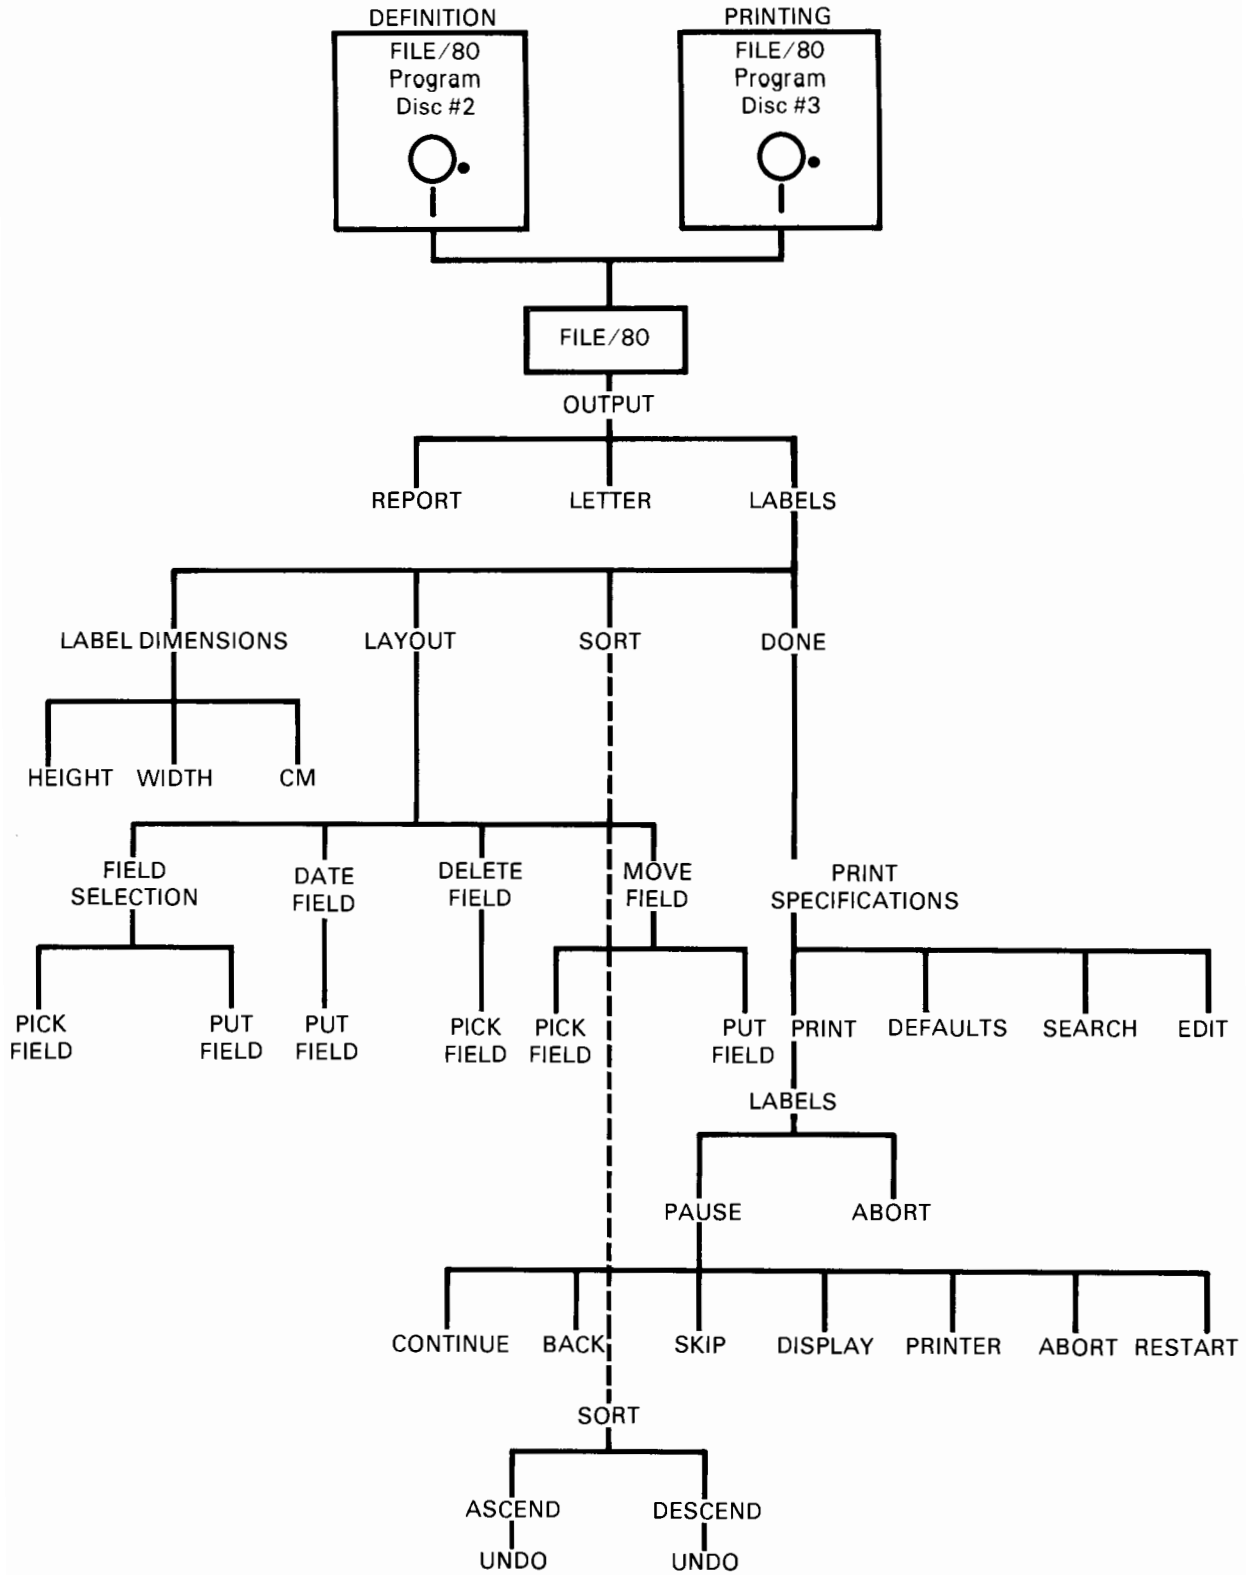 DEFINITION
PRINTING
FILE/80
Program
Disc #2
FILE/80
Program
Disc #3
FILE/80
OUTPUT
REPORT
LETTER
LABELS
LABEL DIMENSIONS
LAYOUT
SORT
DONE
HEIGHT
WIDTH
CM
FIELD
SELECTION
DATE
FIELD
DELETE
FIELD
MOVE
FIELD
PRINT
SPECIFICATIONS
PICK
FIELD
PUT
FIELD
PUT
FIELD
PICK
FIELD
PICK
FIELD
PUT
FIELD
PRINT
DEFAULTS
SEARCH
EDIT
LABELS
PAUSE
ABORT
CONTINUE
BACK
SKIP
DISPLAY
PRINTER
ABORT
RESTART
SORT
ASCEND
DESCEND
UNDO
UNDO